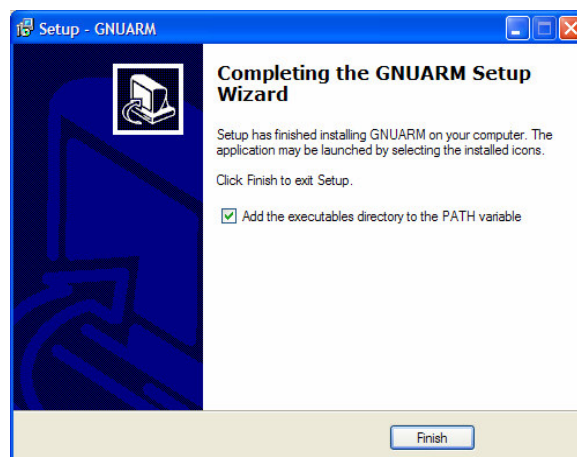 Setup - GNUARM
Completing the GNUARM Setup
Wizard
Setup has finished installing GNUARM on your computer. The
application may be launched by selecting the installed icons.
Click Finish to exit Setup.
Add the executables directory to the PATH variable
Finish